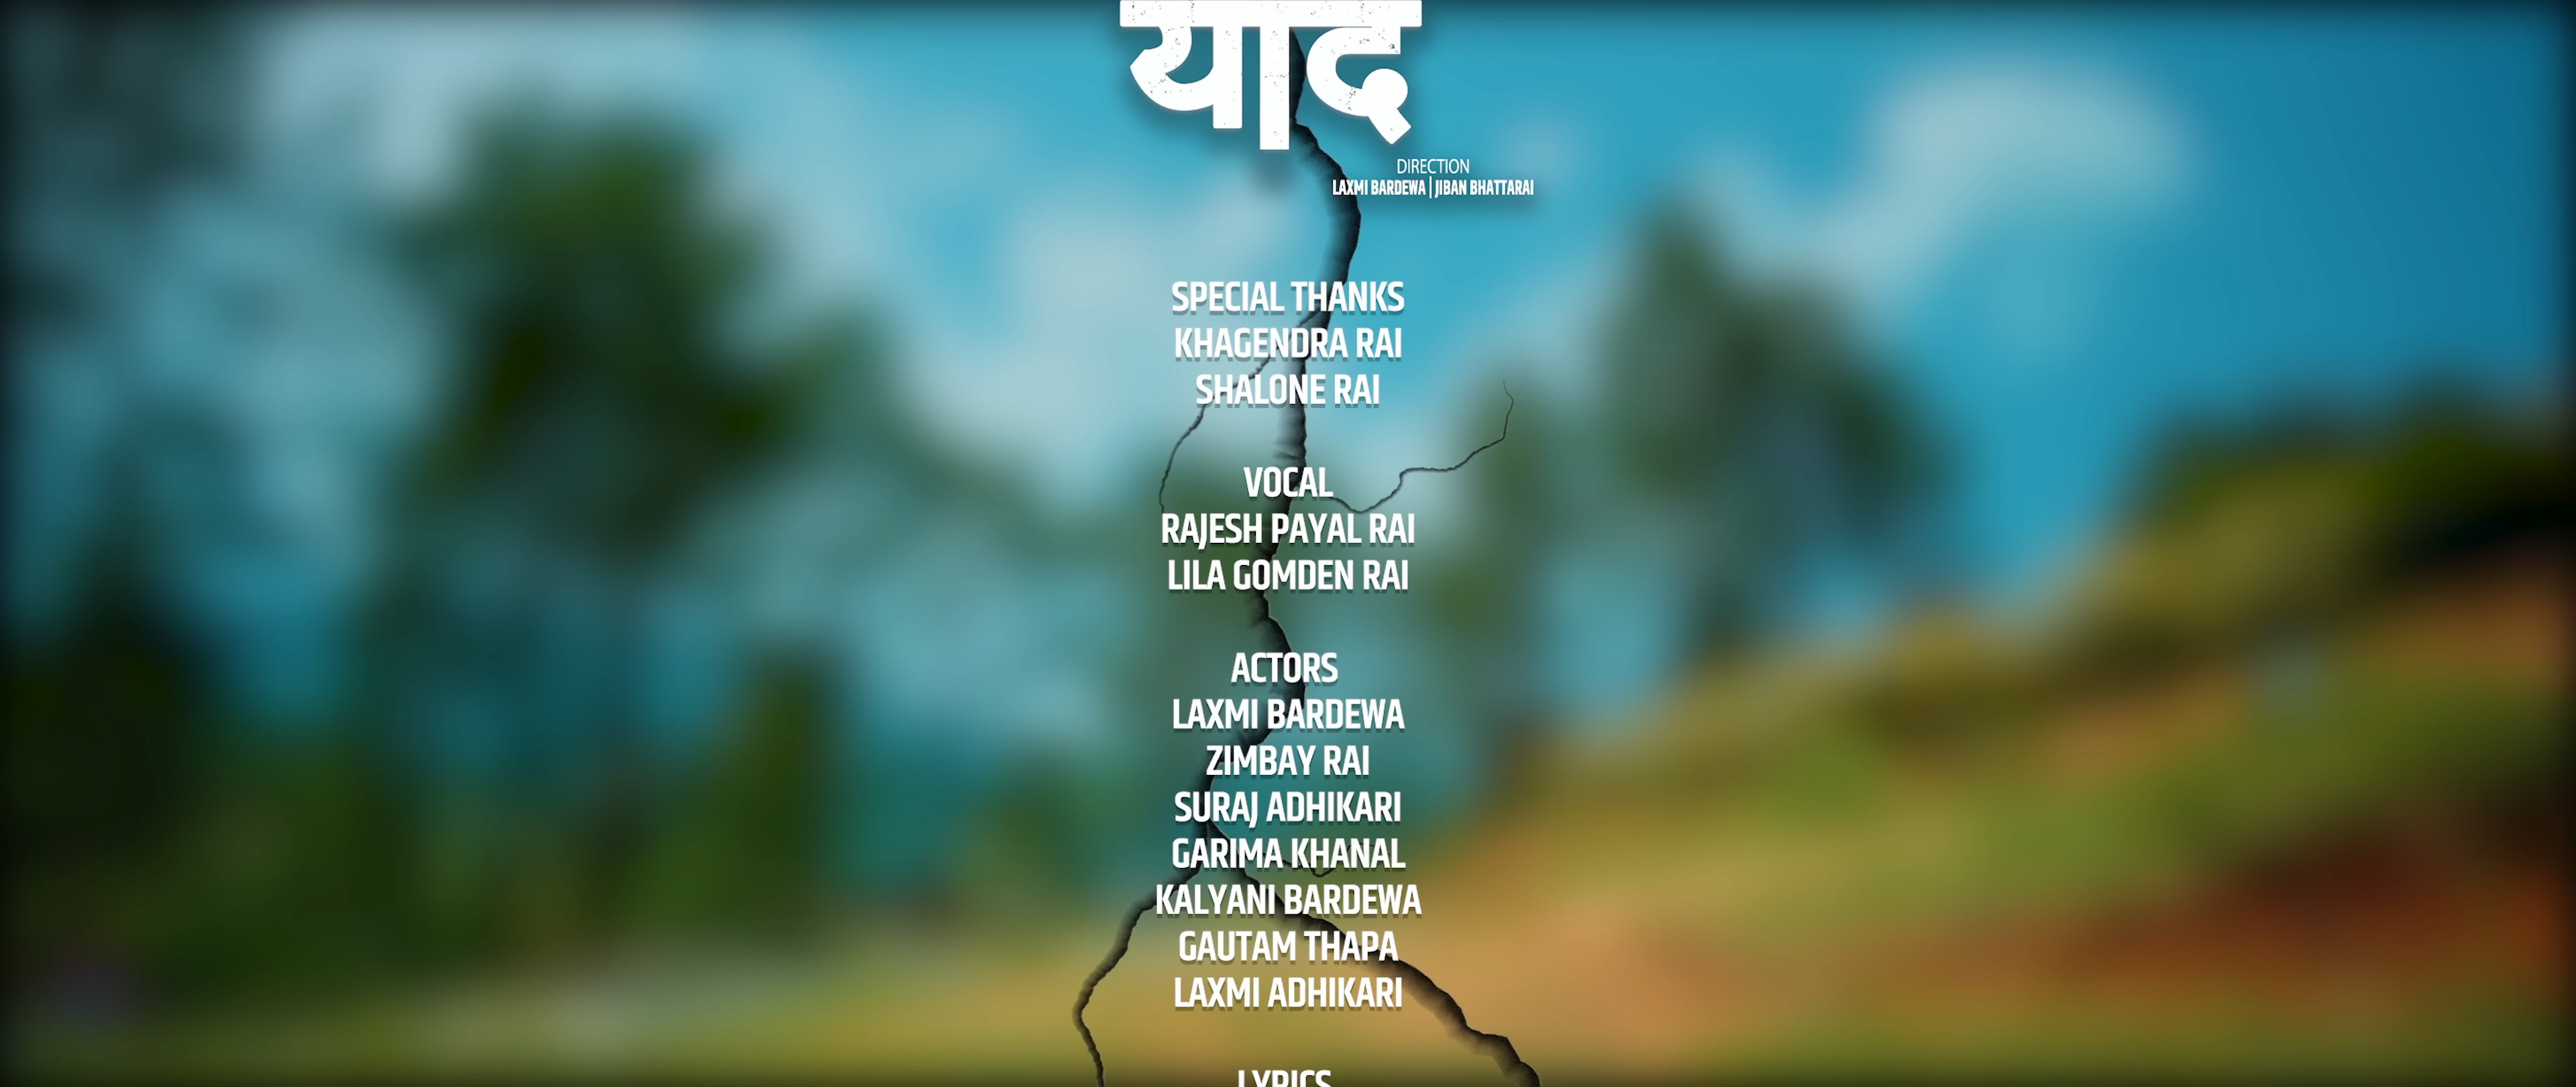 याद
DIRECTION
LAXMI BARDEWA | JIBAN BHATTARAI
SPECIAL THANKS
KHAGENDRA RAI
SHALONE RAI
VOCAL
RAJESH PAYAL RAI
LILA GOMDEN RAI
ACTORS
LAXMI BARDEWA
ZIMBAY RAI
SURAJ ADHIKARI
GARIMA KHANAL
KALYANI BARDEWA
GAUTAM THAPA
LAXMI ADHIKARI
LYRICS